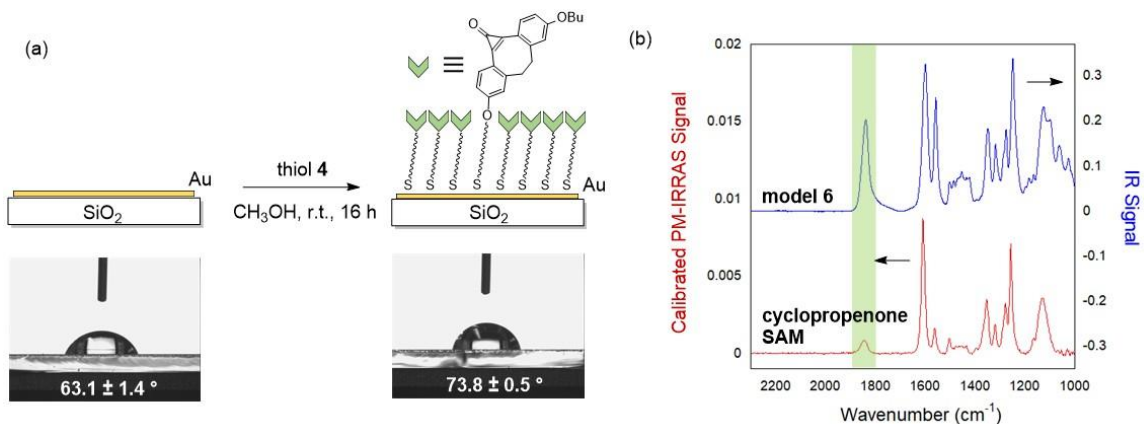 (a)
O
OBu
O
S S S S S S S S
Au
SiO₂
thiol 4
CH₃OH, r.t., 16 h
Au
SiO₂
63.1 ± 1.4 °
73.8 ± 0.5 °
(b)
Calibrated PM-IRRAS Signal
0.02
0.015
0.01
0.005
0
model 6
cyclopropenone
SAM
0.3
0.2
0.1
0
-0.1
-0.2
-0.3
IR Signal
2200 2000 1800 1600 1400 1200 1000
Wavenumber (cm⁻¹)